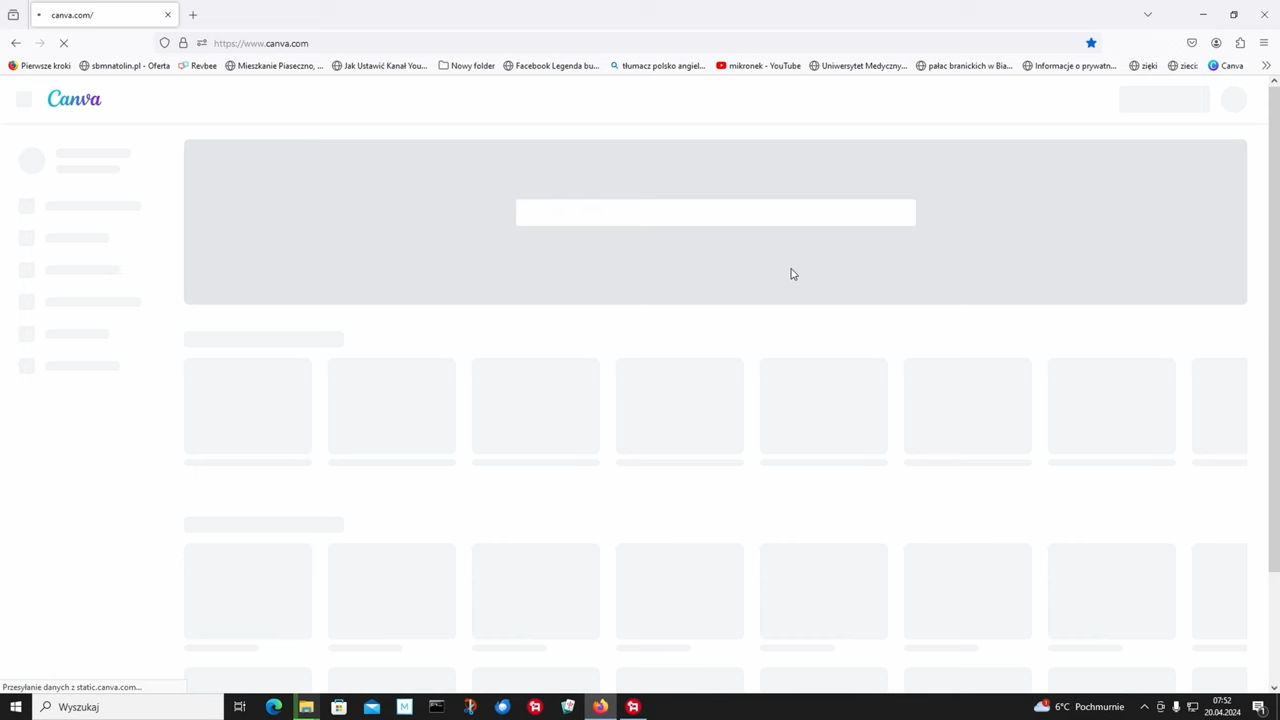 canva.com/
https://www.canva.com
Pierwsze kroki
sbmnatolin.pl - Oferta
Revbee
Mieszkanie Piaseczno, ...
Jak Ustawić Kanał You...
Nowy folder
Facebook Legenda bu...
tłumacz polsko angiel...
mikronek - YouTube
Uniwersytet Medyczny...
pałac branickich w Bia...
Informacje o prywatn...
zięki
zieci:
Canva
Canva
Przesyłanie danych z static.canva.com...
Wyszukaj
6°C Pochmurnie
07:52
20.04.2024